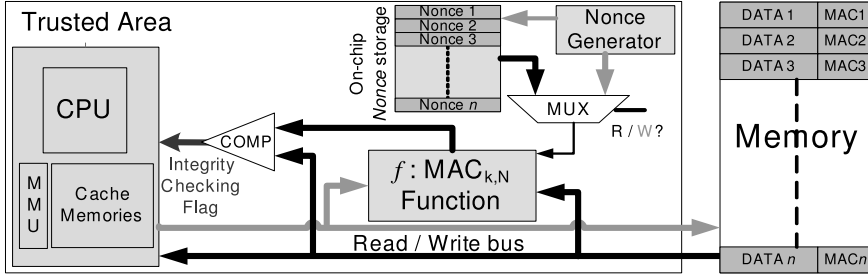 Trusted Area
CPU
MMU
Cache
Memories
COMP
Integrity
Checking
Flag
On-chip
Nonce storage
Nonce 1
Nonce 2
Nonce 3
Nonce n
Nonce
Generator
MUX
R / W?
f : MACk,N
Function
Read / Write bus
DATA 1 MAC1
DATA 2 MAC2
DATA 3 MAC3
Memory
DATA n MACn